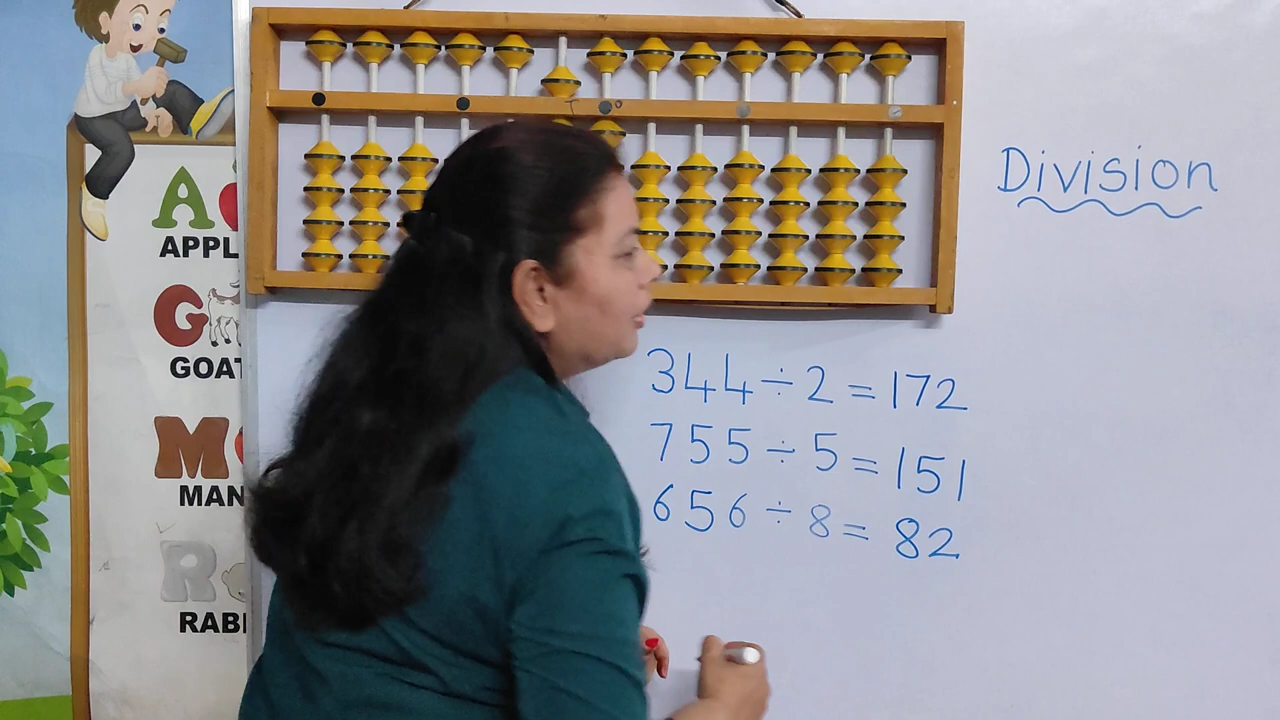 T
A
APPL
G
GOAT
M
MAN
R
RABI
Division
344÷2=172
755÷5=151
656÷8=82